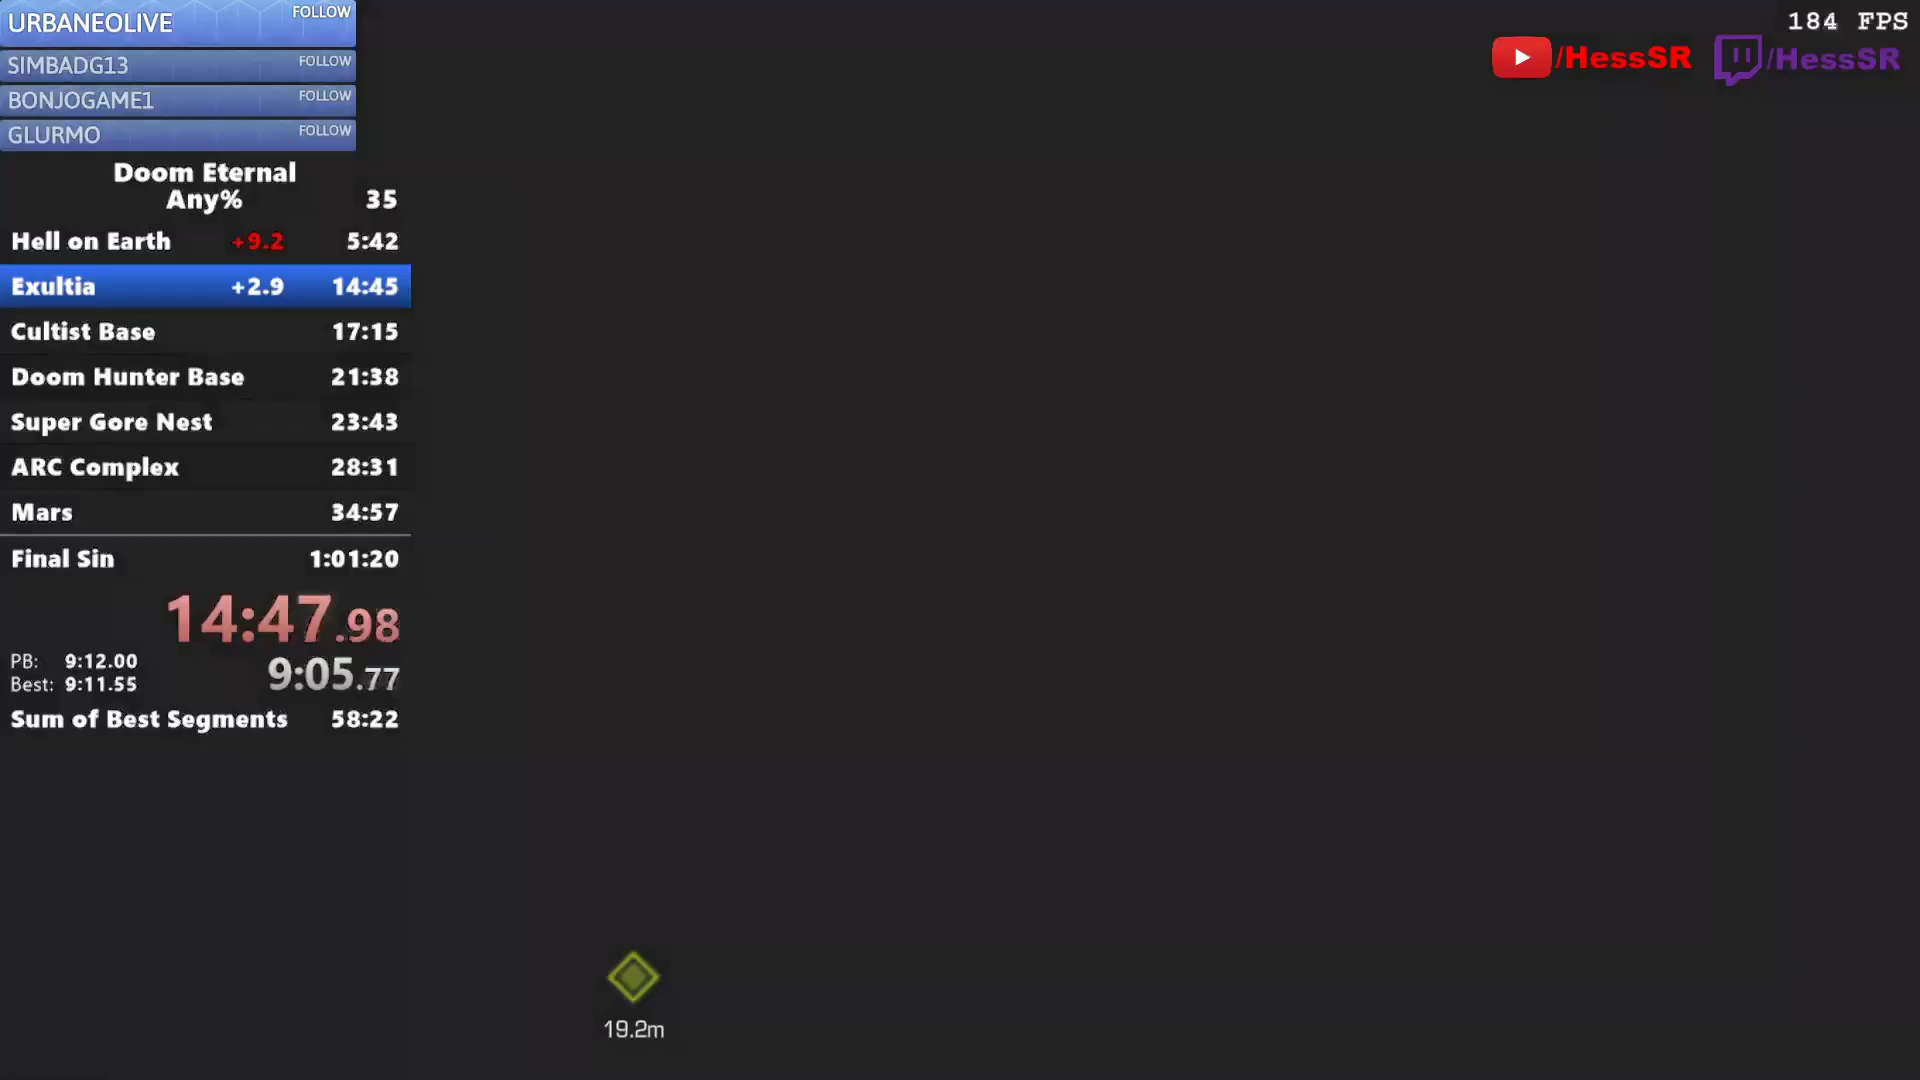 URBANEOLIVE FOLLOW
SIMBADG13 FOLLOW
BONJOGAME1 FOLLOW
GLURMO FOLLOW
184 FPS
/HessSR /HessSR
Doom Eternal
Any% 35
Hell on Earth +9.2 5:42
Exultia +2.9 14:45
Cultist Base 17:15
Doom Hunter Base 21:38
Super Gore Nest 23:43
ARC Complex 28:31
Mars 34:57
Final Sin 1:01:20
14:47.98
PB: 9:12.00 9:05.77
Best: 9:11.55
Sum of Best Segments 58:22
19.2m